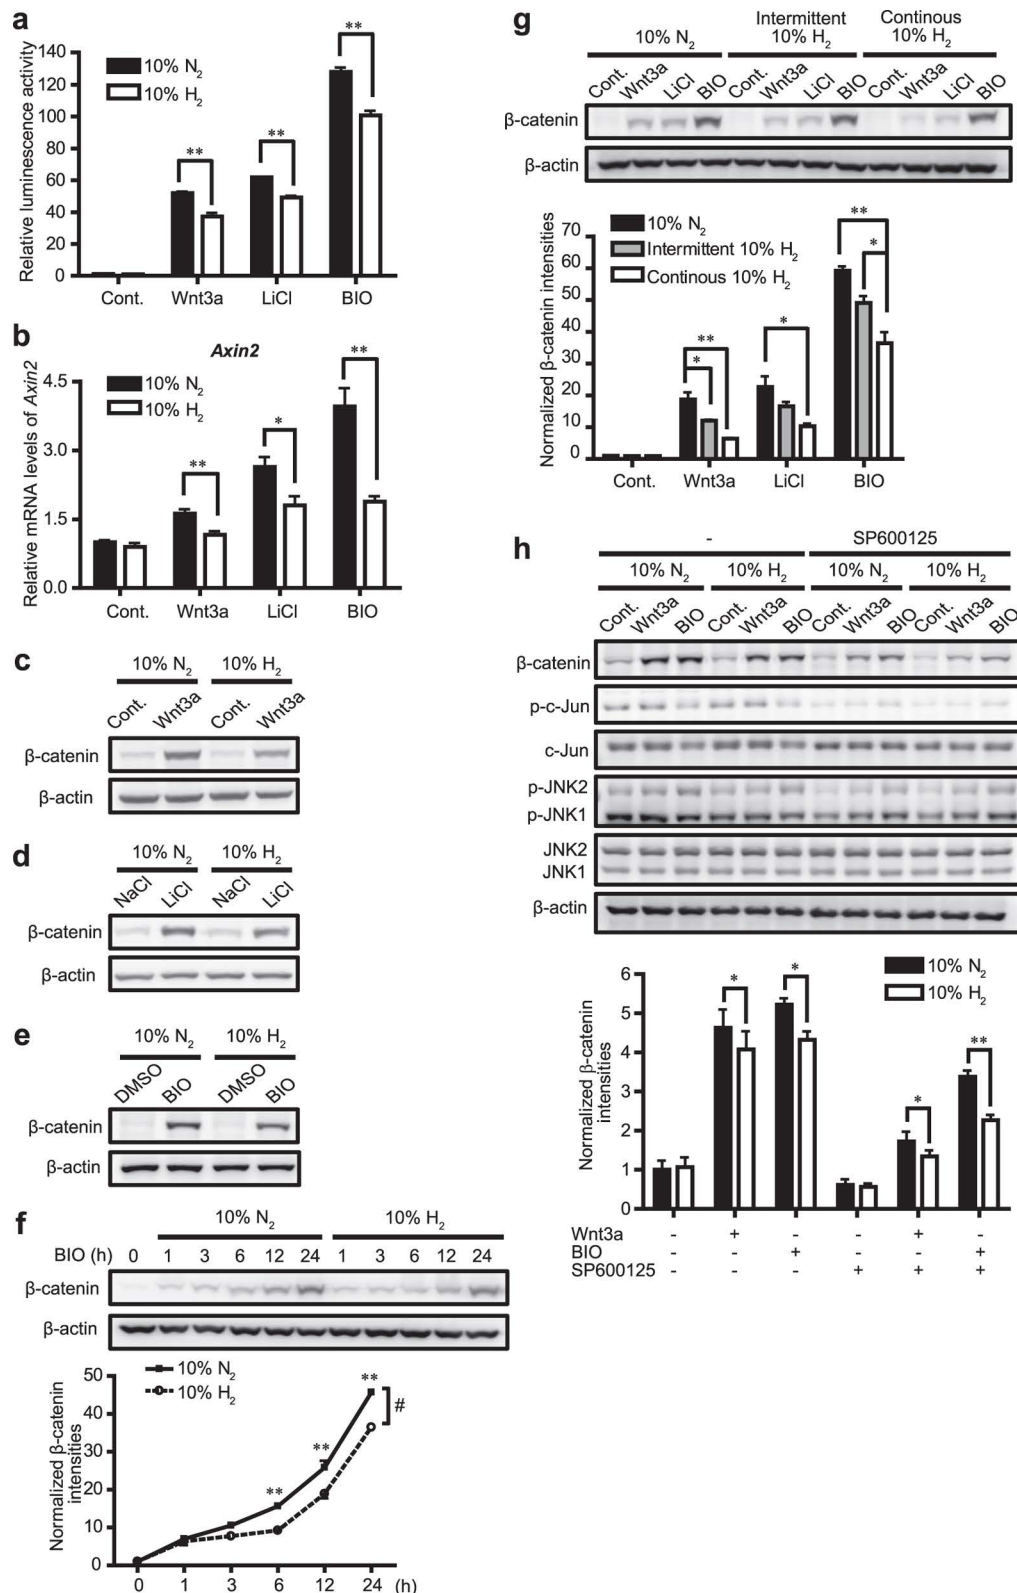 a
Relative luminescence activity
140
120
100
80
60
40
20
0
10% N2
10% H2
** ** **
Cont. Wnt3a LiCl BIO
b
Axin2
Relative mRNA levels of Axin2
4.5
3.0
1.5
0.0
10% N2
10% H2
** * **
Cont. Wnt3a LiCl BIO
c
10% N2 10% H2
Cont. Wnt3a Cont. Wnt3a
β-catenin
β-actin
d
10% N2 10% H2
NaCl LiCl NaCl LiCl
β-catenin
β-actin
e
10% N2 10% H2
DMSO BIO DMSO BIO
β-catenin
β-actin
f
10% N2 10% H2
BIO (h) 0 1 3 6 12 24 1 3 6 12 24
β-catenin
β-actin
Normalized β-catenin
intensities
50
40
30
20
10
0
10% N2
10% H2
** ** **
#
0 1 3 6 12 24 (h)
g
10% N2
Intermittent
10% H2
Continous
10% H2
Cont. Wnt3a LiCl BIO Cont. Wnt3a LiCl BIO Cont. Wnt3a LiCl BIO
β-catenin
β-actin
Normalized β-catenin intensities
70
60
50
40
30
20
10
0
10% N2
Intermittent 10% H2
Continous 10% H2
** * * ** *
Cont. Wnt3a LiCl BIO
h
- SP600125
10% N2 10% H2 10% N2 10% H2
Cont. Wnt3a BIO Cont. Wnt3a BIO Cont. Wnt3a BIO Cont. Wnt3a BIO
β-catenin
p-c-Jun
c-Jun
p-JNK2
p-JNK1
JNK2
JNK1
β-actin
Normalized β-catenin
intensities
6
5
4
3
2
1
0
10% N2
10% H2
* * * **
Wnt3a - + - - + -
BIO - - + - - +
SP600125 - - - + + +